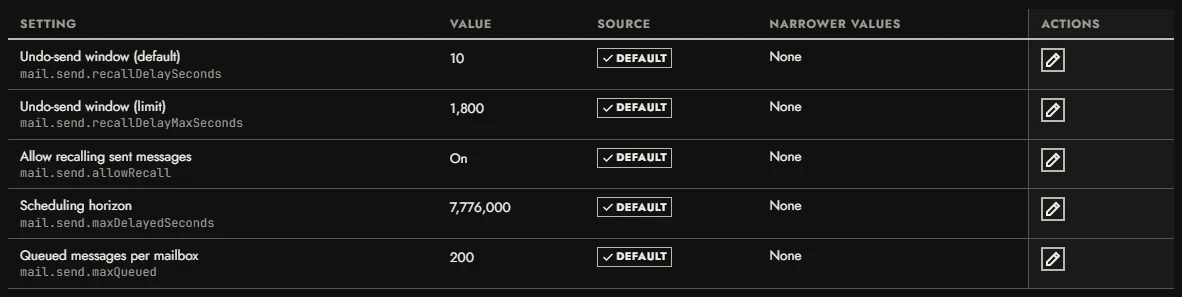 SETTING VALUE SOURCE NARROWER VALUES ACTIONS
Undo-send window (default) 10 DEFAULT None
mail.send.recallDelaySeconds
Undo-send window (limit) 1,800 DEFAULT None
mail.send.recallDelayMaxSeconds
Allow recalling sent messages On DEFAULT None
mail.send.allowRecall
Scheduling horizon 7,776,000 DEFAULT None
mail.send.maxDelayedSeconds
Queued messages per mailbox 200 DEFAULT None
mail.send.maxQueued